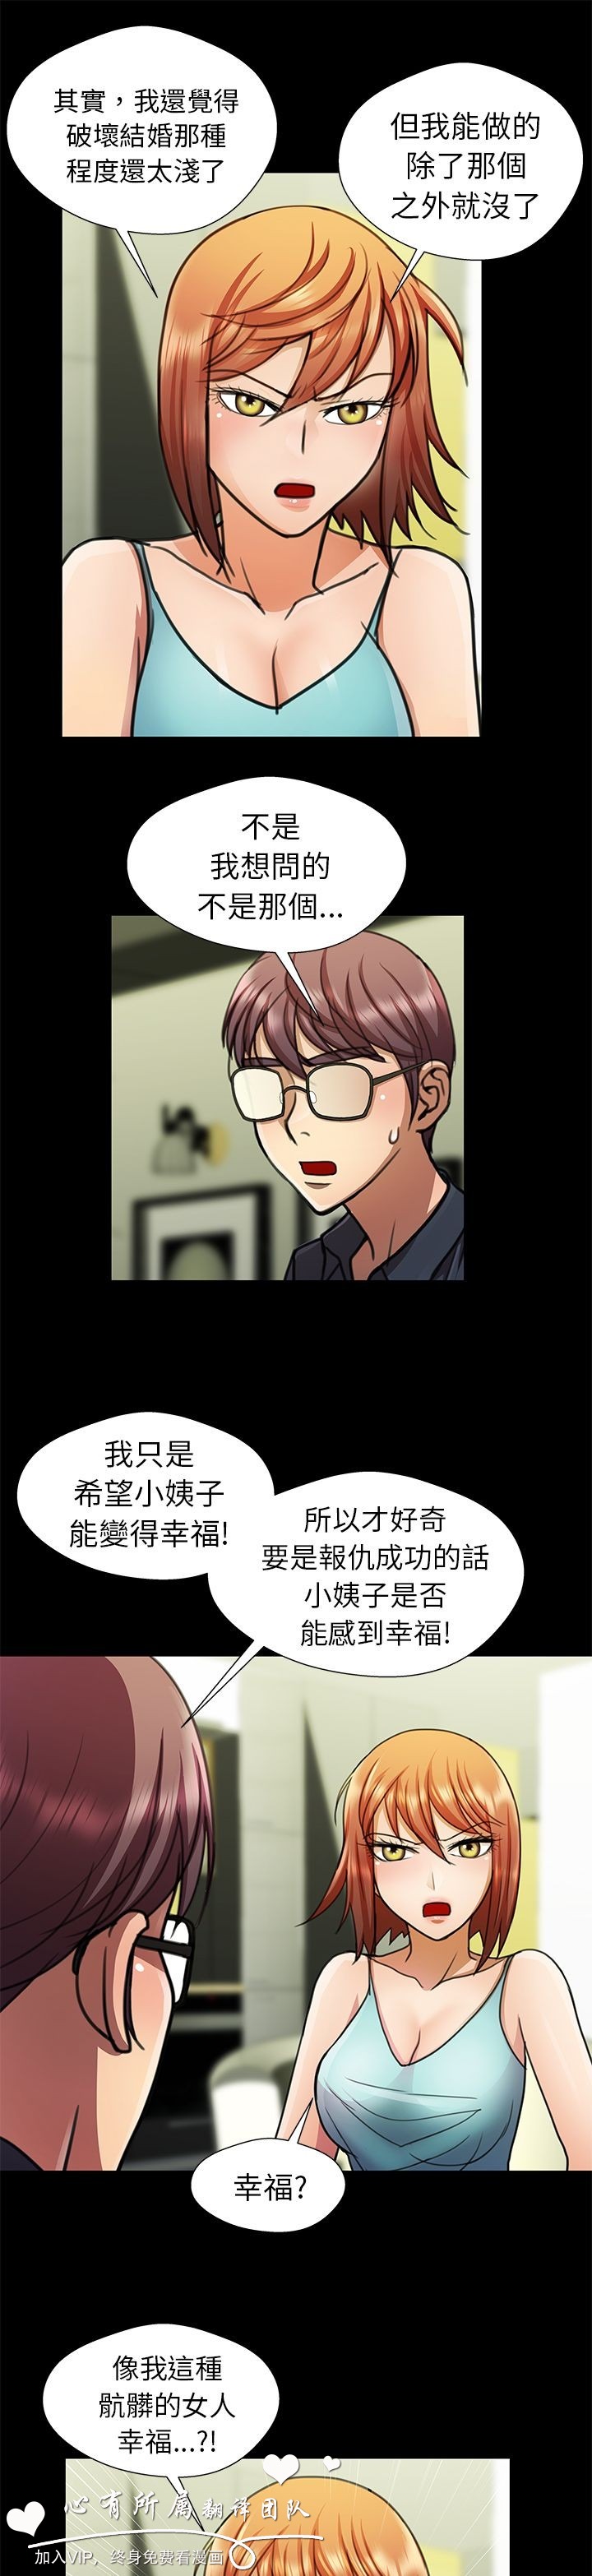 其實，我還覺得
破壞結婚那種
程度還太淺了
但我能做的
除了那個
之外就沒了
不是
我想問的
不是那個...
我只是
希望小姨子
能變得幸福!
所以才好奇
要是報仇成功的話
小姨子是否
能感到幸福!
幸福?
像我這種
骯髒的女人
幸福...?!
心有所属翻译团队
加入VIP，终身免费看漫画